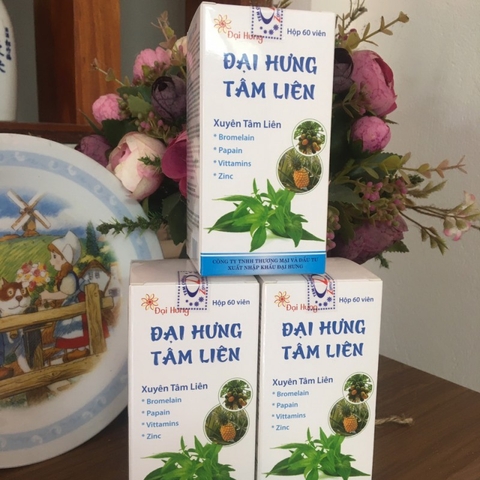 Đại Hưng
Hộp 60 viên
ĐẠI HƯNG
TÂM LIÊN
Xuyên Tâm Liên
* Bromelain
* Papain
* Vittamins
* Zinc
CÔNG TY TNHH THƯƠNG MẠI VÀ ĐẦU TƯ
XUẤT NHẬP KHẨU ĐẠI HƯNG
Đại Hưng
Hộp 60 viên
ĐẠI HƯNG
TÂM LIÊN
Xuyên Tâm Liên
* Bromelain
* Papain
* Vittamins
* Zinc
Đại Hưng
Hộp 60 viên
ĐẠI HƯNG
TÂM LIÊN
Xuyên Tâm Liên
* Bromelain
* Papain
* Vittamins
* Zinc